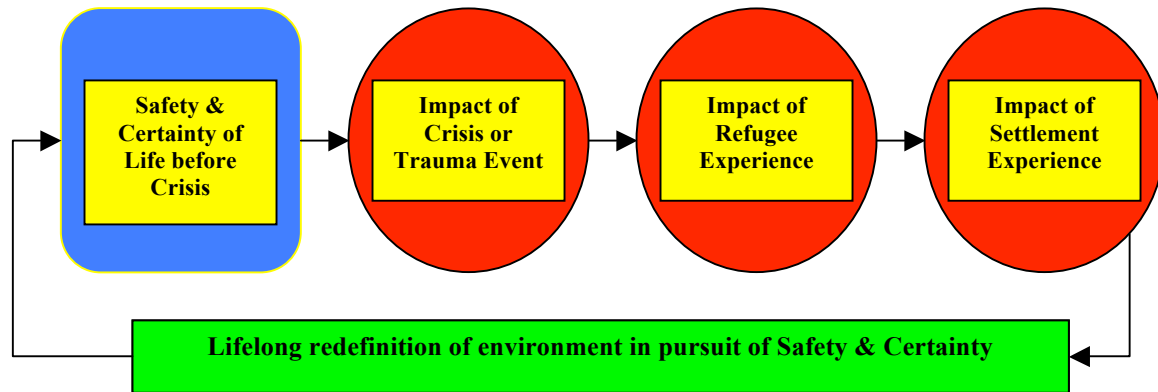 Safety &
Certainty of
Life before
Crisis
Impact of
Crisis or
Trauma Event
Impact of
Refugee
Experience
Impact of
Settlement
Experience
Lifelong redefinition of environment in pursuit of Safety & Certainty